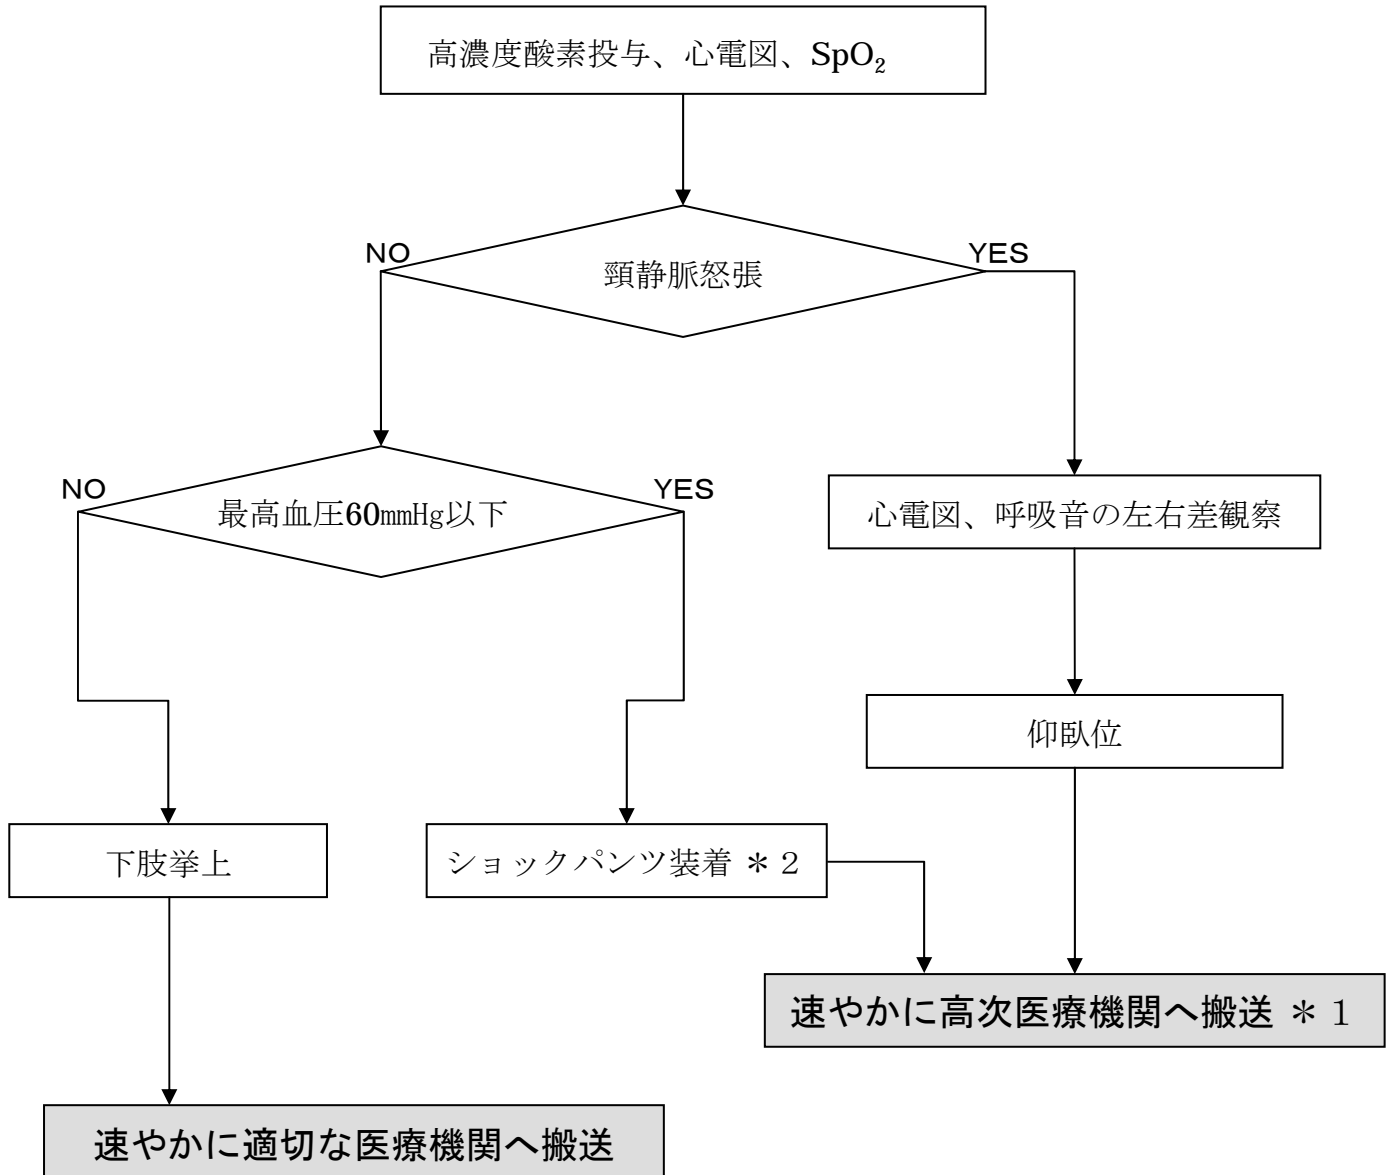 高濃度酸素投与、心電図、SpO₂
NO
YES
頸静脈怒張
NO
YES
最高血圧60mmHg以下
心電図、呼吸音の左右差観察
仰臥位
下肢挙上
ショックパンツ装着 ＊２
速やかに高次医療機関へ搬送 ＊１
速やかに適切な医療機関へ搬送